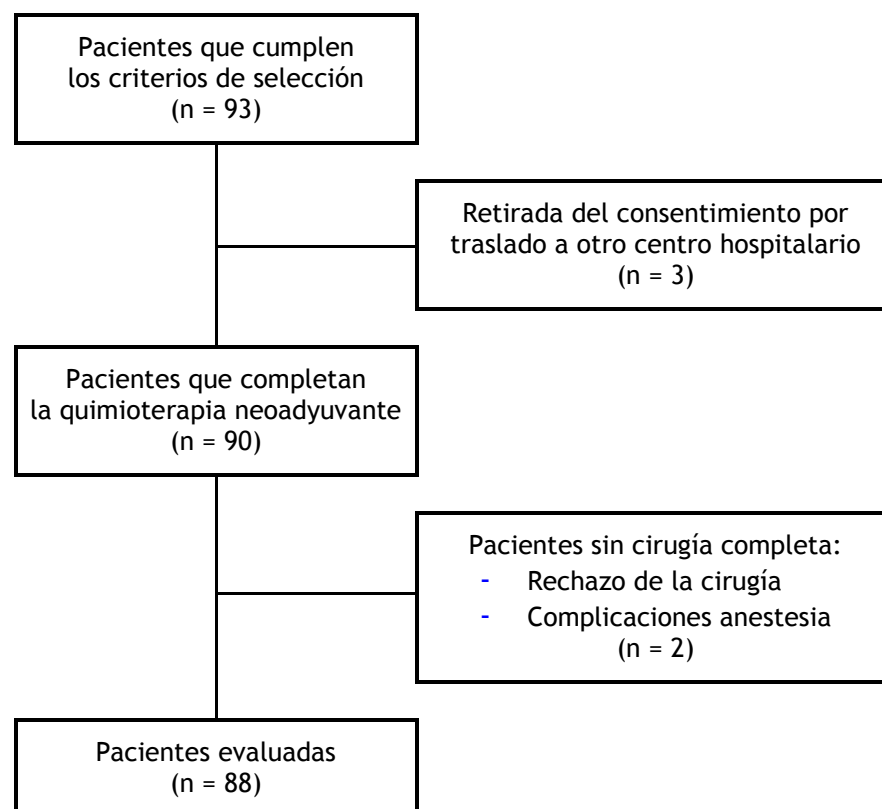 Pacientes que cumplen
los criterios de selección
(n = 93)
Retirada del consentimiento por
traslado a otro centro hospitalario
(n = 3)
Pacientes que completan
la quimioterapia neoadyuvante
(n = 90)
Pacientes sin cirugía completa:
- Rechazo de la cirugía
- Complicaciones anestesia
(n = 2)
Pacientes evaluadas
(n = 88)